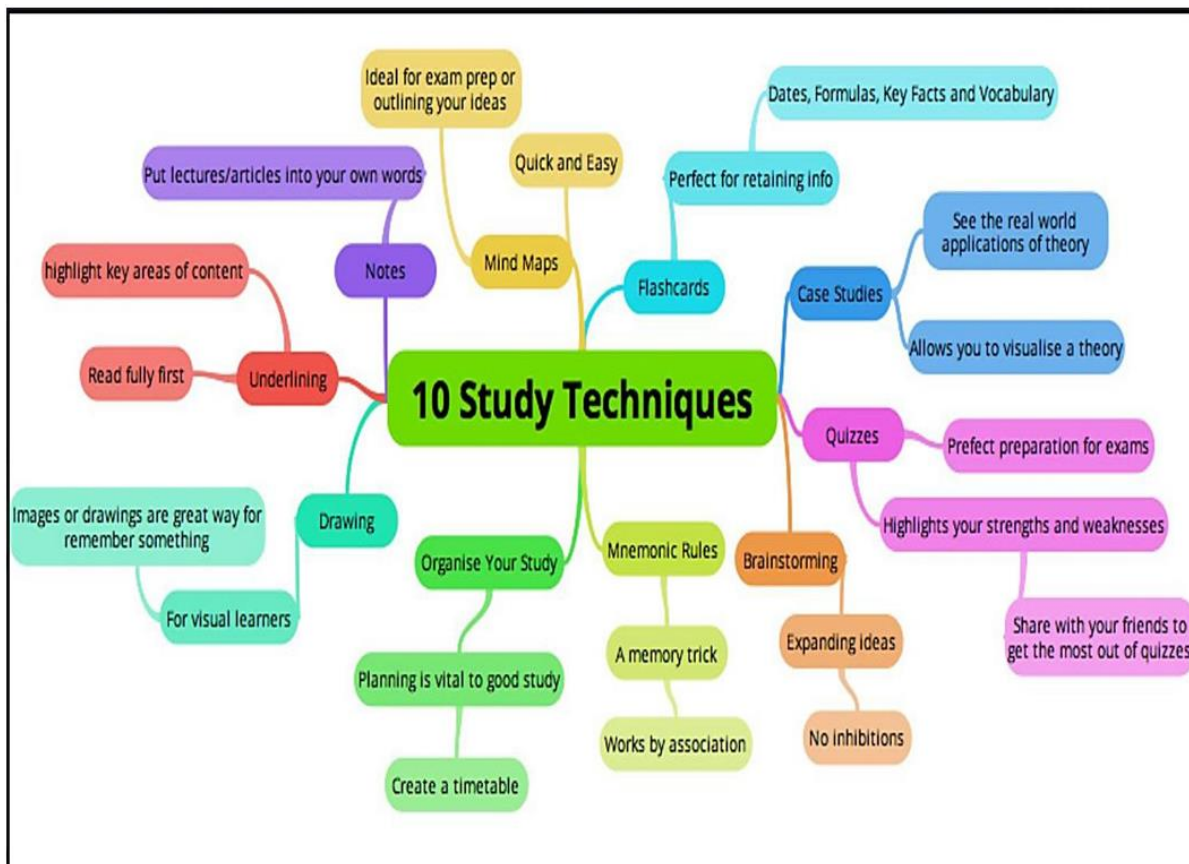 10 Study Techniques
Mind Maps
Ideal for exam prep or
outlining your ideas
Quick and Easy
Flashcards
Perfect for retaining info
Dates, Formulas, Key Facts and Vocabulary
Case Studies
See the real world
applications of theory
Allows you to visualise a theory
Quizzes
Prefect preparation for exams
Highlights your strengths and weaknesses
Share with your friends to
get the most out of quizzes
Brainstorming
Expanding ideas
No inhibitions
Mnemonic Rules
A memory trick
Works by association
Organise Your Study
Planning is vital to good study
Create a timetable
Drawing
For visual learners
Images or drawings are great way for
remember something
Underlining
highlight key areas of content
Read fully first
Notes
Put lectures/articles into your own words